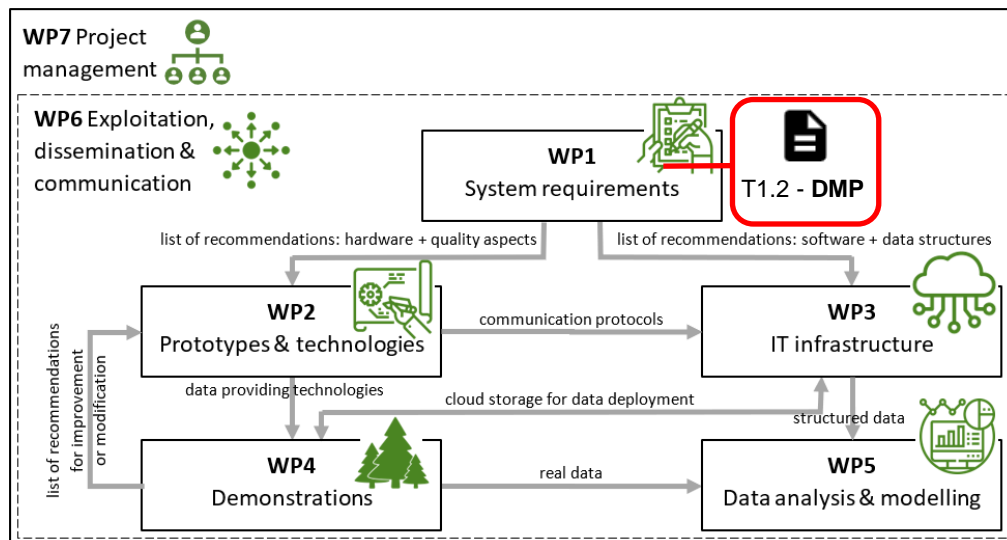 WP7 Project
management
WP6 Exploitation,
dissemination &
communication
WP1
System requirements
T1.2 - DMP
list of recommendations: hardware + quality aspects
list of recommendations: software + data structures
WP2
Prototypes & technologies
communication protocols
WP3
IT infrastructure
list of recommendations
for improvement
or modification
data providing technologies
cloud storage for data deployment
structured data
WP4
Demonstrations
real data
WP5
Data analysis & modelling